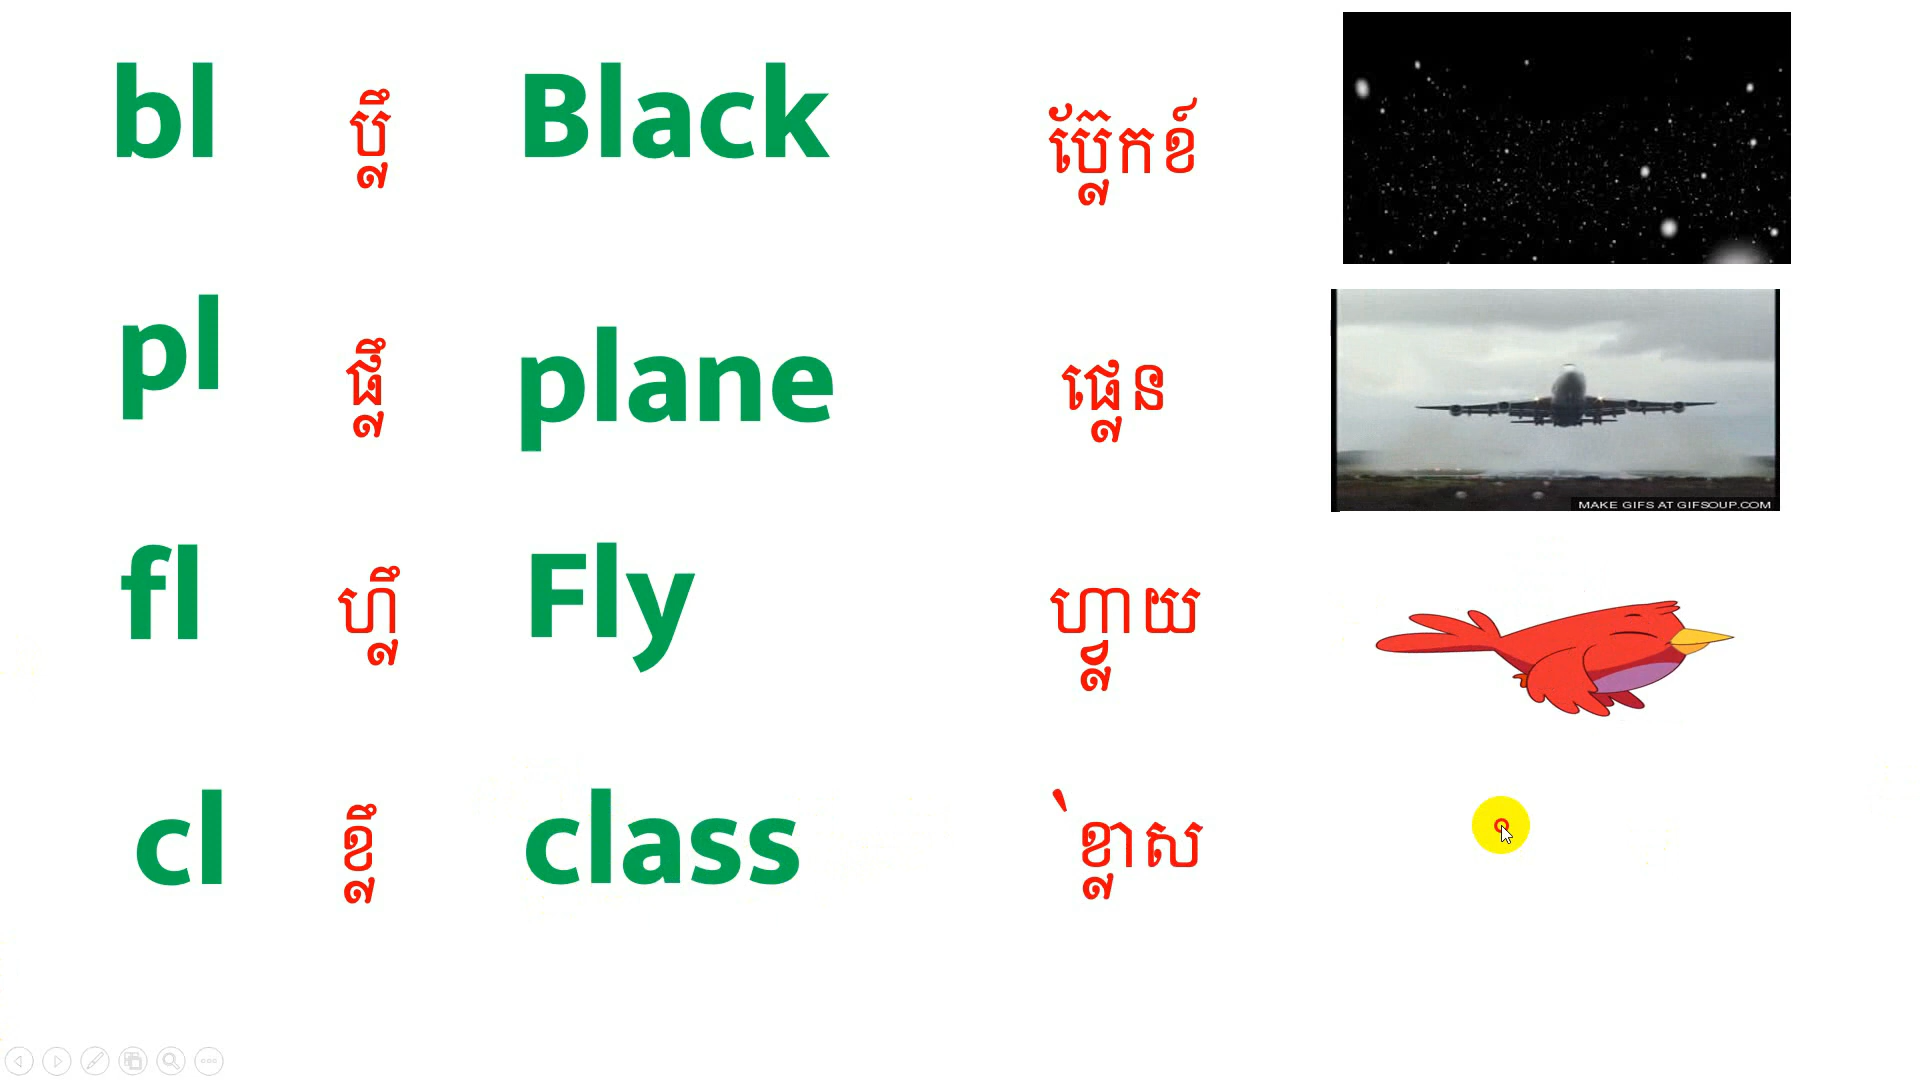 bl ប្លឹ Black ប្ល៊ែកខ៍
pl ផ្លឹ plane ផ្លេន
MAKE GIFS AT GIFSOUP.COM
fl ហ្លឹ Fly ហ្វ្លាយ
cl ខ្លឹ class ខ្លាស